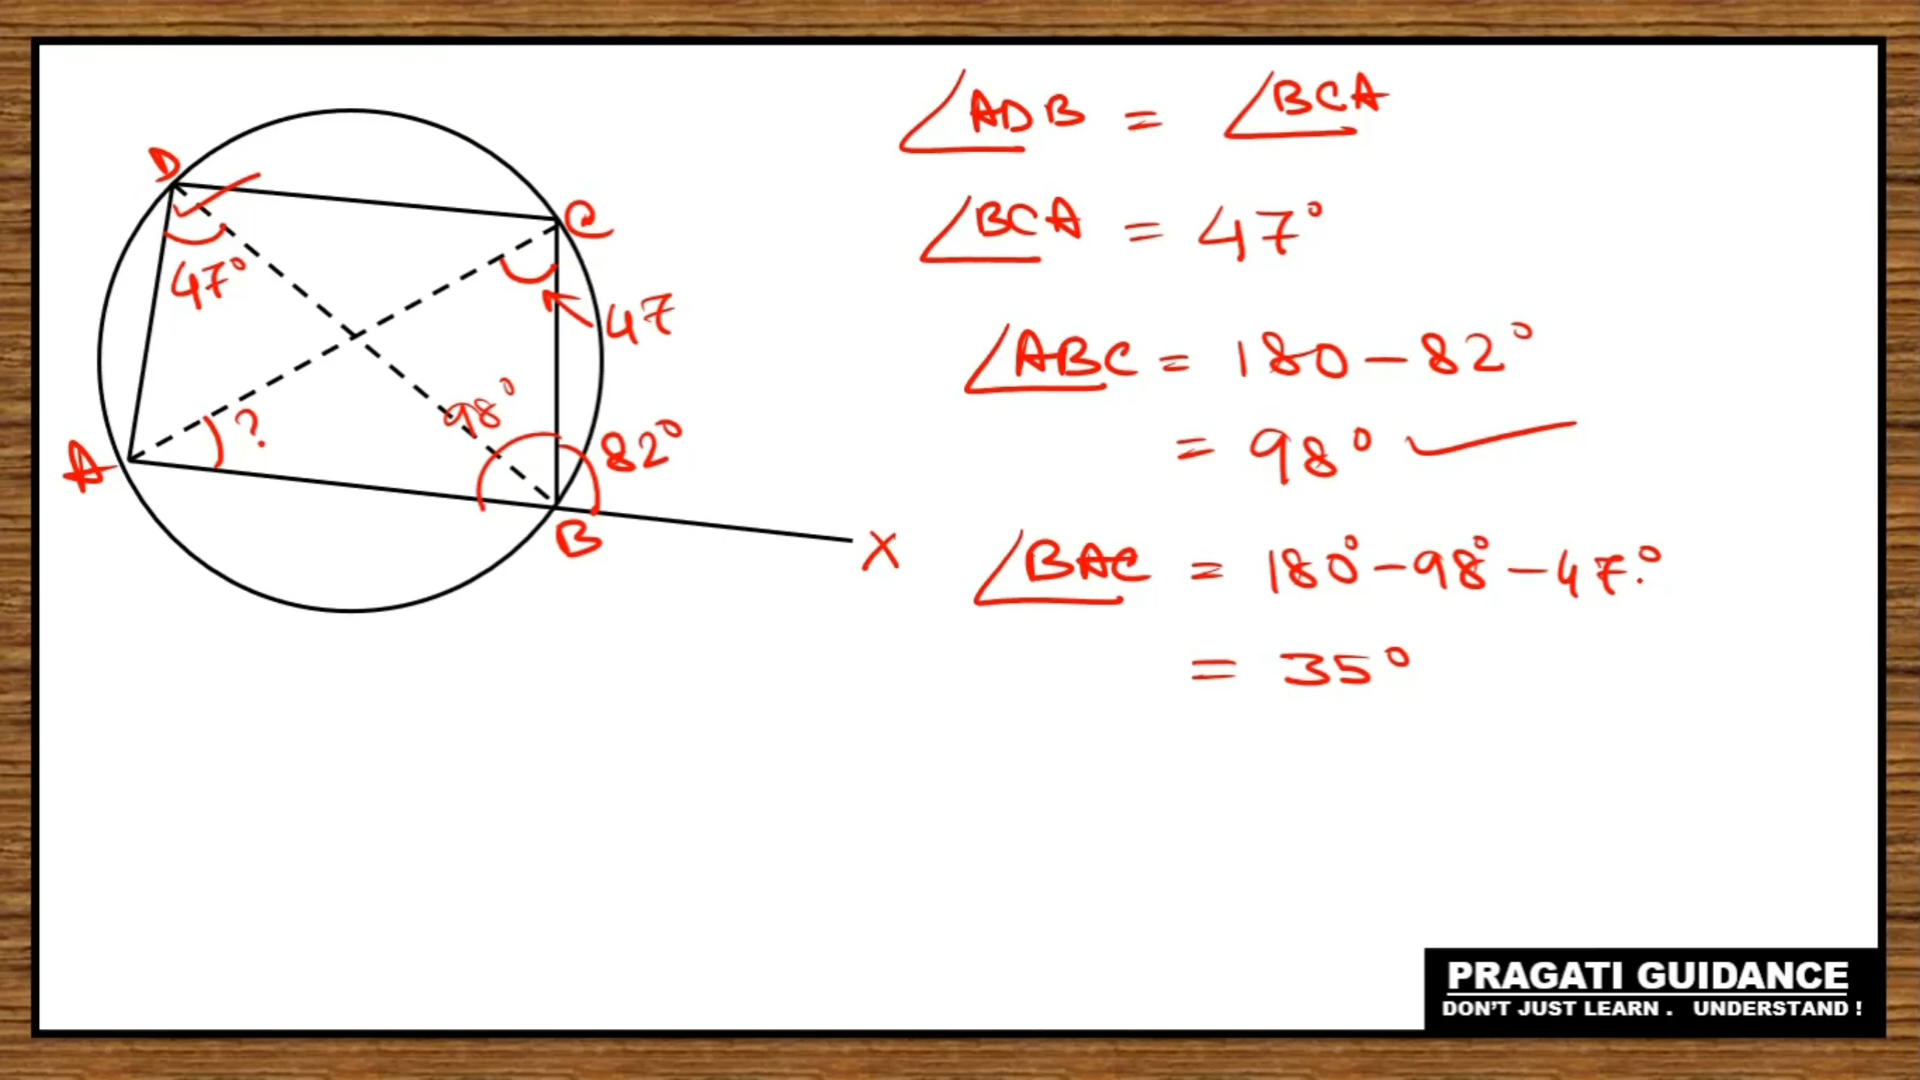 ∠ADB = ∠BCA
∠BCA = 47°
∠ABC = 180 - 82°
= 98°
∠BAC = 180° - 98° - 47°
= 35°
D
C
47°
47
98°
?
82°
A
B
X
PRAGATI GUIDANCE
DON'T JUST LEARN . UNDERSTAND !